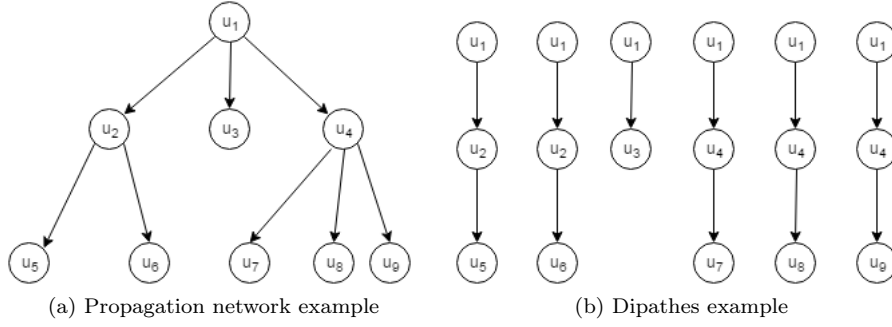 u1
u2 u3 u4
u5 u6 u7 u8 u9
(a) Propagation network example
u1 u1 u1 u1 u1 u1
u2 u2 u3 u4 u4 u4
u5 u6 u7 u8 u9
(b) Dipathes example